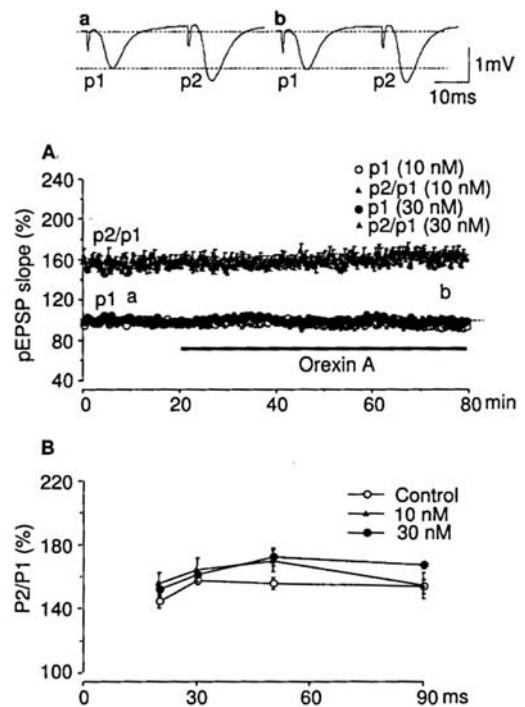 a b
p1 p2 p1 p2
1mV
10ms
A
p1 (10 nM)
p2/p1 (10 nM)
p1 (30 nM)
p2/p1 (30 nM)
pEPSP slope (%)
240
200
160
120
80
40
p2/p1
p1 a b
Orexin A
0 20 40 60 80 min
B
P2/P1 (%)
220
180
140
100
Control
10 nM
30 nM
0 30 60 90 ms